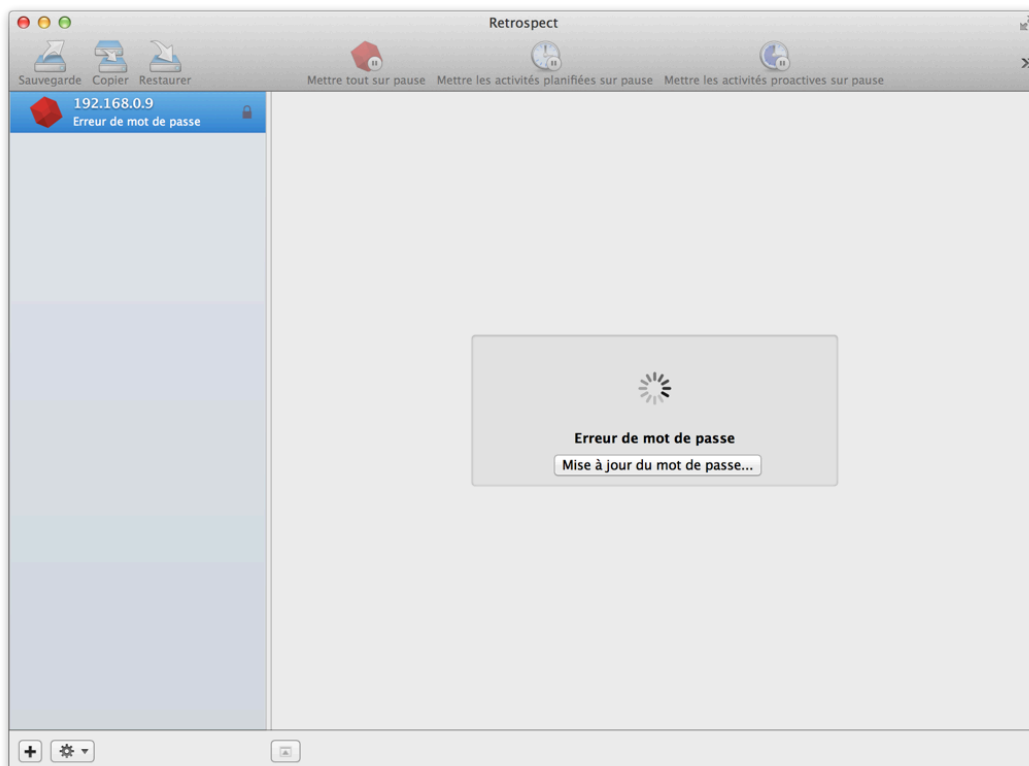 Retrospect
Sauvegarde Copier Restaurer Mettre tout sur pause Mettre les activités planifiées sur pause Mettre les activités proactives sur pause
192.168.0.9
Erreur de mot de passe
Erreur de mot de passe
Mise à jour du mot de passe...